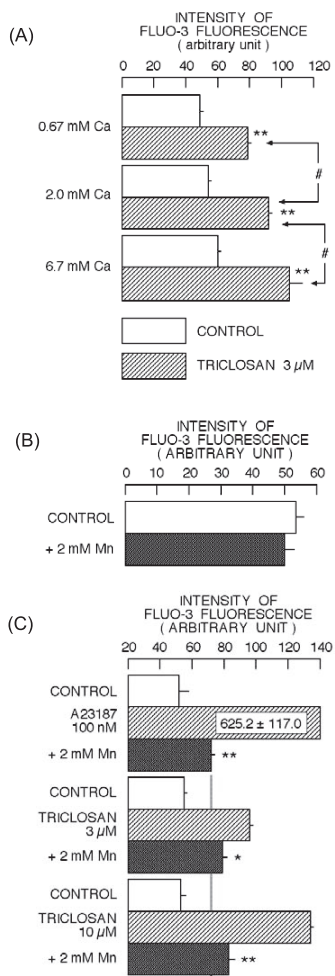 (A)
INTENSITY OF
FLUO-3 FLUORESCENCE
(arbitrary unit)
0 20 40 60 80 100 120
0.67 mM Ca
**
#
2.0 mM Ca
**
#
6.7 mM Ca
**
CONTROL
TRICLOSAN 3 µM
(B)
INTENSITY OF
FLUO-3 FLUORESCENCE
( ARBITRARY UNIT )
0 10 20 30 40 50 60
CONTROL
+ 2 mM Mn
(C)
INTENSITY OF
FLUO-3 FLUORESCENCE
( ARBITRARY UNIT )
20 40 60 80 100 120 140
CONTROL
A23187
100 nM
625.2 ± 117.0
+ 2 mM Mn
**
CONTROL
TRICLOSAN
3 µM
+ 2 mM Mn
*
CONTROL
TRICLOSAN
10 µM
+ 2 mM Mn
**